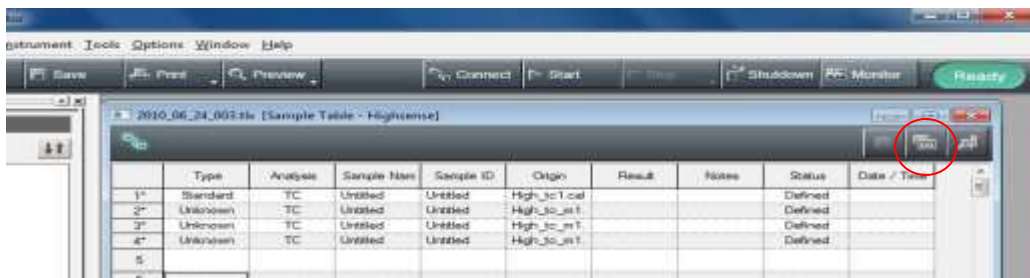 nstrument Tools Options Window Help
Save Print Preview Connect Start Stop Shutdown Monitor Ready
2010_06_24_003.tlx [Sample Table - Highsense]
Type Analysis Sample Nam Sample ID Origin Result Notes Status Date / Time
1* Standard TC Untitled Untitled High_tc1.cal Defined
2* Unknown TC Untitled Untitled High_tc_m1. Defined
3* Unknown TC Untitled Untitled High_tc_m1. Defined
4* Unknown TC Untitled Untitled High_tc_m1. Defined
5